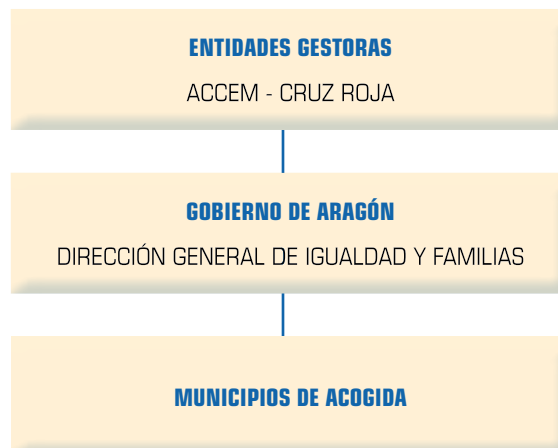 ENTIDADES GESTORAS
ACCEM - CRUZ ROJA
GOBIERNO DE ARAGÓN
DIRECCIÓN GENERAL DE IGUALDAD Y FAMILIAS
MUNICIPIOS DE ACOGIDA